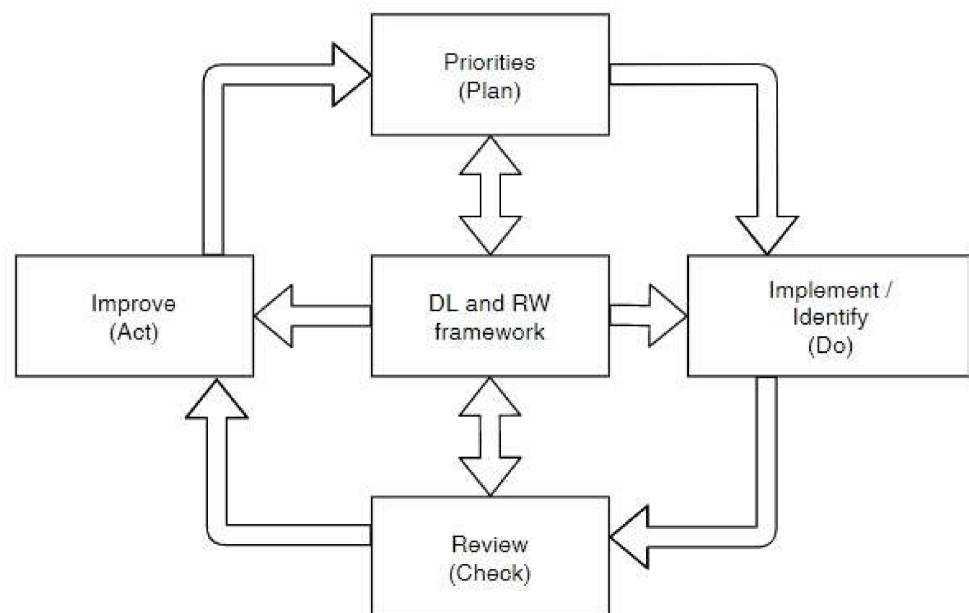 Priorities
(Plan)
Improve
(Act)
DL and RW
framework
Implement /
Identify
(Do)
Review
(Check)